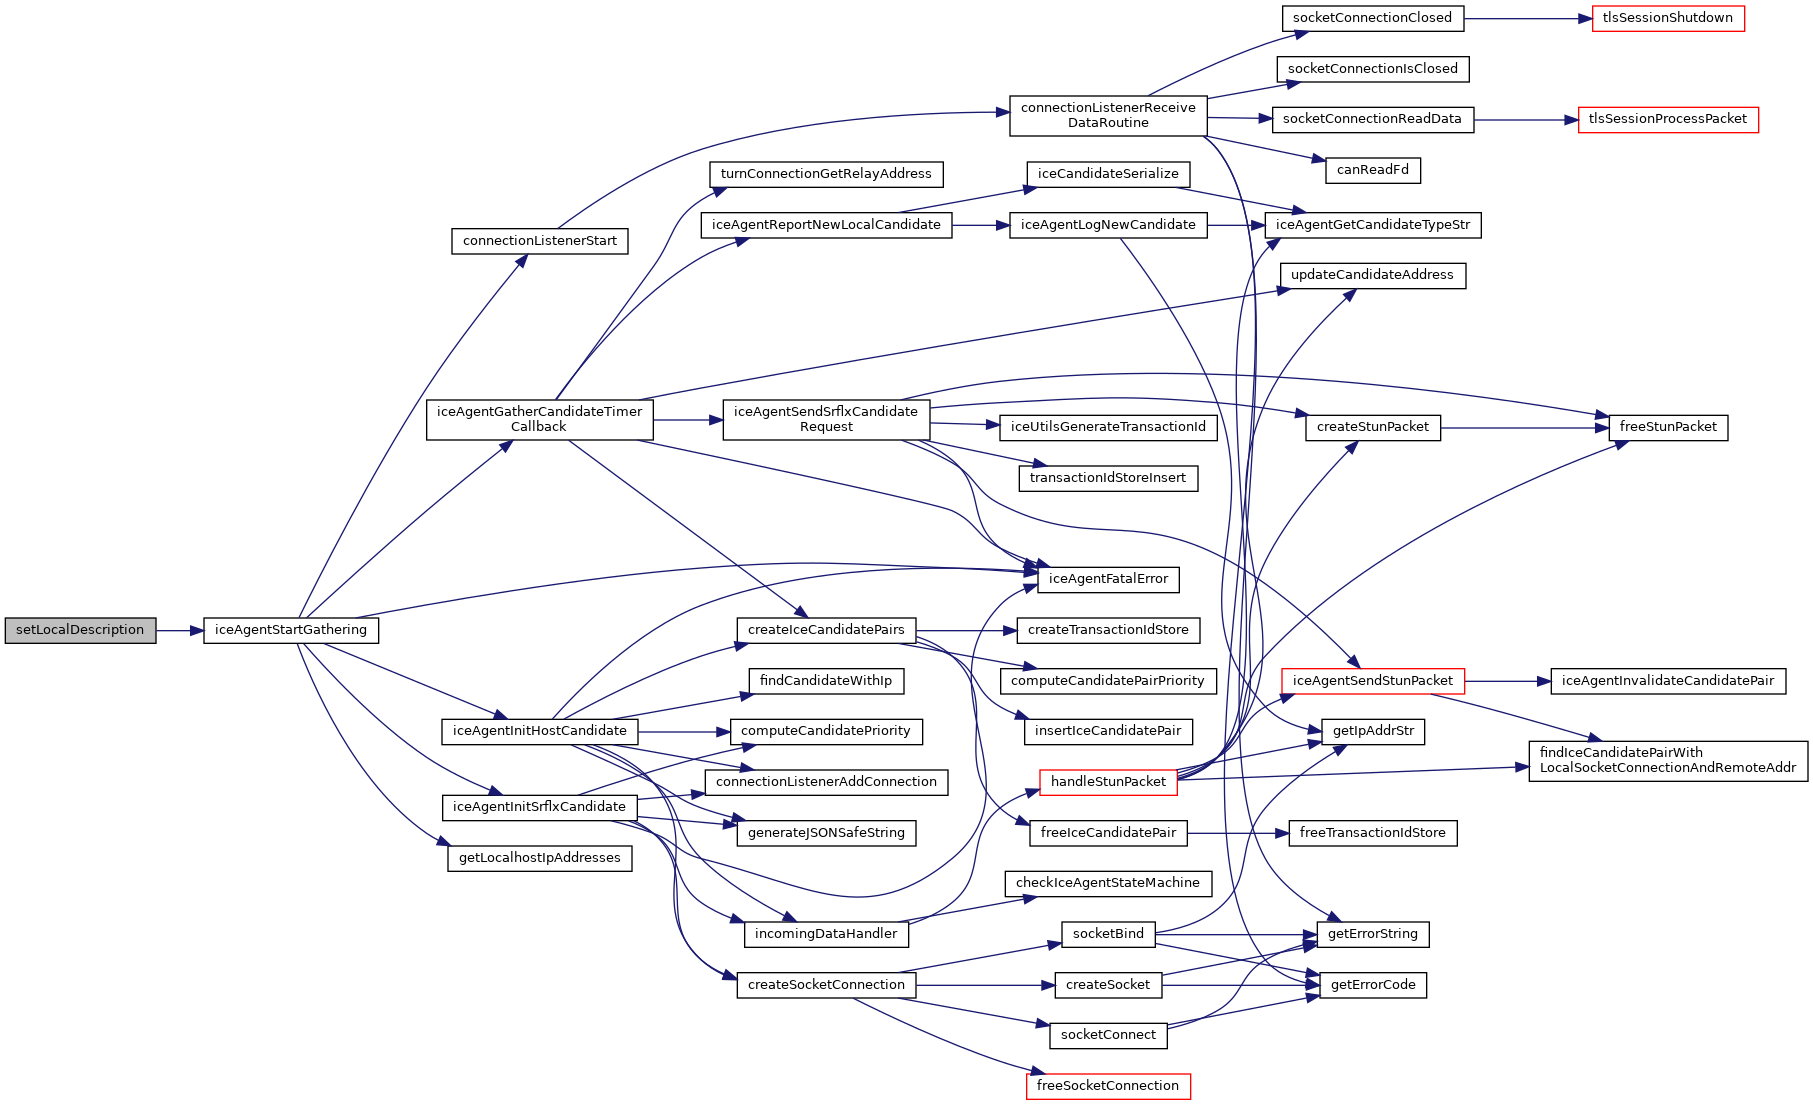 socketConnectionClosed
tlsSessionShutdown
socketConnectionIsClosed
connectionListenerReceive
DataRoutine
socketConnectionReadData
tlsSessionProcessPacket
canReadFd
turnConnectionGetRelayAddress
iceCandidateSerialize
iceAgentReportNewLocalCandidate
iceAgentLogNewCandidate
iceAgentGetCandidateTypeStr
connectionListenerStart
updateCandidateAddress
iceAgentGatherCandidateTimer
Callback
iceAgentSendSrflxCandidate
Request
iceUtilsGenerateTransactionId
createStunPacket
freeStunPacket
transactionIdStoreInsert
iceAgentFatalError
setLocalDescription
iceAgentStartGathering
createIceCandidatePairs
createTransactionIdStore
findCandidateWithIp
computeCandidatePairPriority
iceAgentSendStunPacket
iceAgentInvalidateCandidatePair
iceAgentInitHostCandidate
computeCandidatePriority
insertIceCandidatePair
getIpAddrStr
findIceCandidatePairWith
LocalSocketConnectionAndRemoteAddr
connectionListenerAddConnection
handleStunPacket
iceAgentInitSrflxCandidate
generateJSONSafeString
freeIceCandidatePair
freeTransactionIdStore
getLocalhostIpAddresses
checkIceAgentStateMachine
incomingDataHandler
socketBind
getErrorString
createSocketConnection
createSocket
getErrorCode
socketConnect
freeSocketConnection